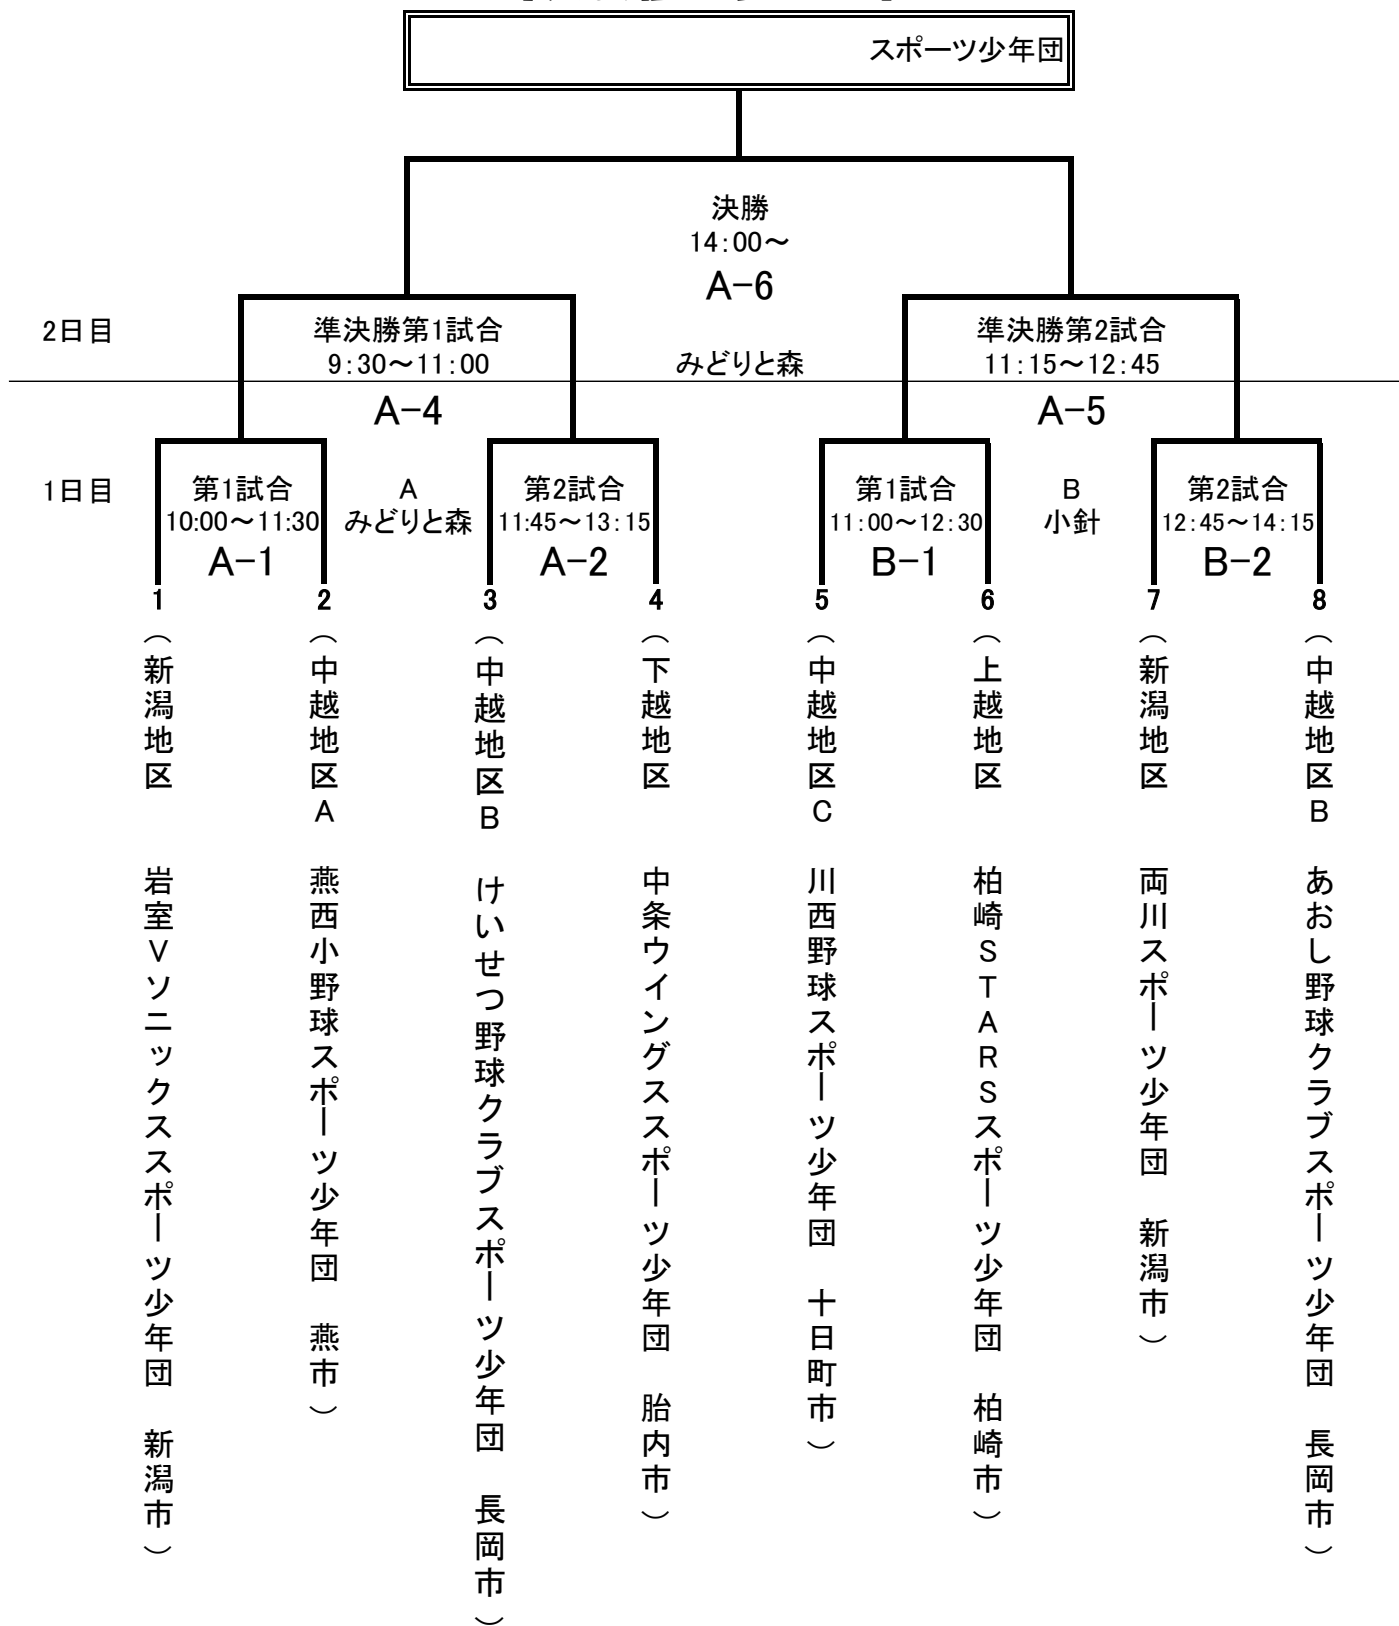 スポーツ少年団
決勝
14:00～
A-6
2日目
準決勝第1試合
9:30～11:00
みどりと森
準決勝第2試合
11:15～12:45
A-4
A-5
1日目
第1試合
10:00～11:30
A-1
A
みどりと森
第2試合
11:45～13:15
A-2
第1試合
11:00～12:30
B-1
B
小針
第2試合
12:45～14:15
B-2
1
（新潟地区　岩室Vソニックススポーツ少年団　新潟市）
2
（中越地区A　燕西小野球スポーツ少年団　燕市）
3
（中越地区B　けいせつ野球クラブスポーツ少年団　長岡市）
4
（下越地区　中条ウイングススポーツ少年団　胎内市）
5
（中越地区C　川西野球スポーツ少年団　十日町市）
6
（上越地区　柏崎STARSスポーツ少年団　柏崎市）
7
（新潟地区　両川スポーツ少年団　新潟市）
8
（中越地区B　あおし野球クラブスポーツ少年団　長岡市）